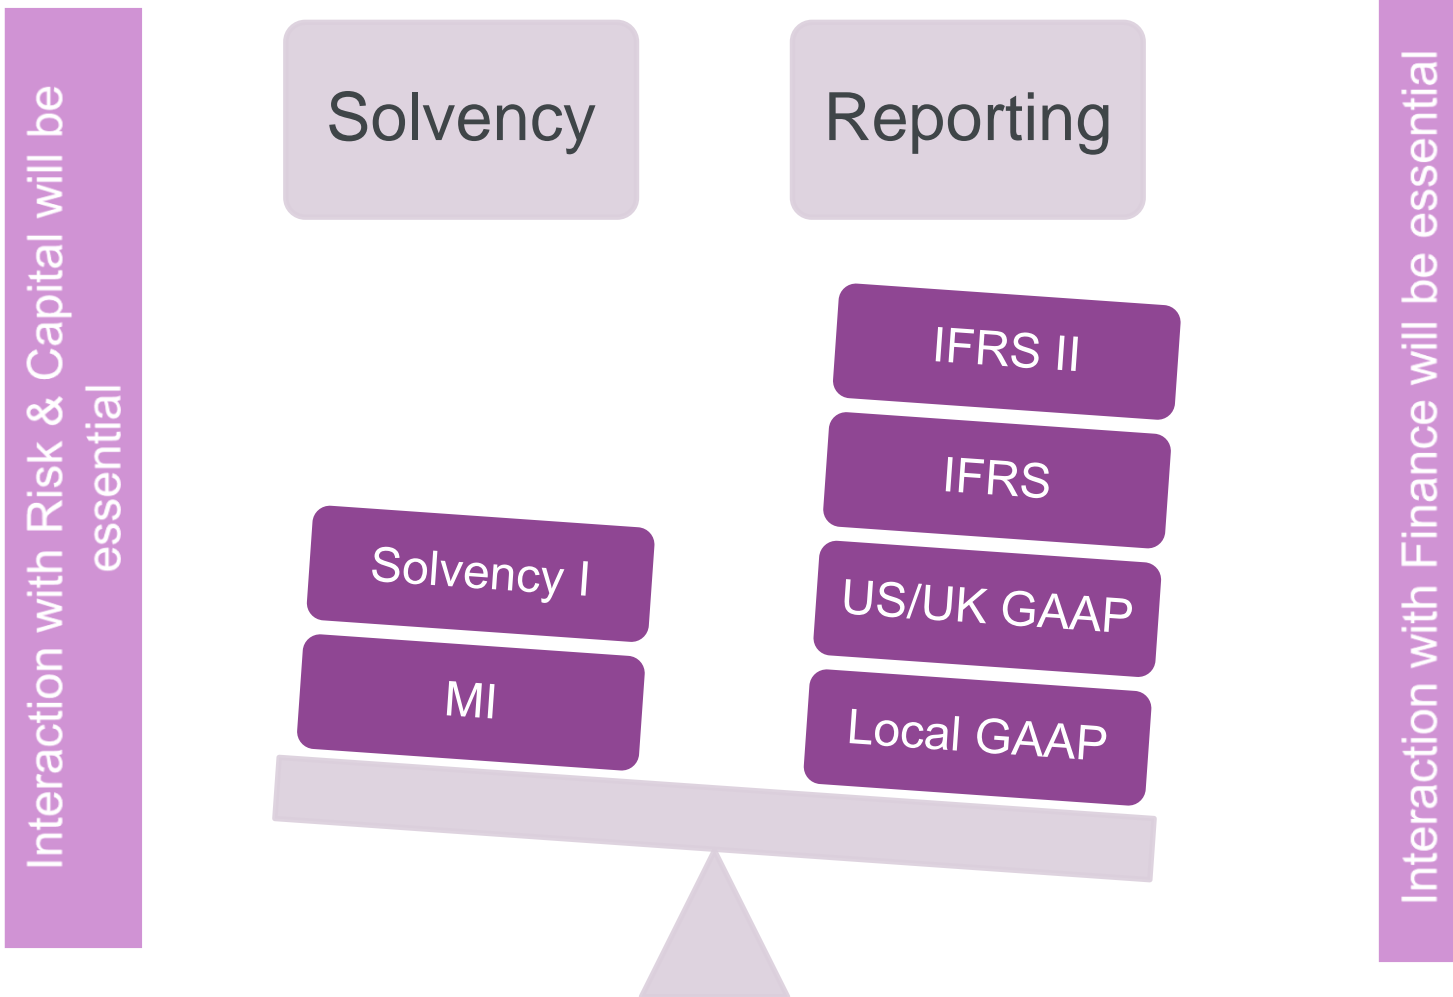 Interaction with Risk & Capital will be
essential
Solvency
Reporting
Solvency I
MI
IFRS II
IFRS
US/UK GAAP
Local GAAP
Interaction with Finance will be essential